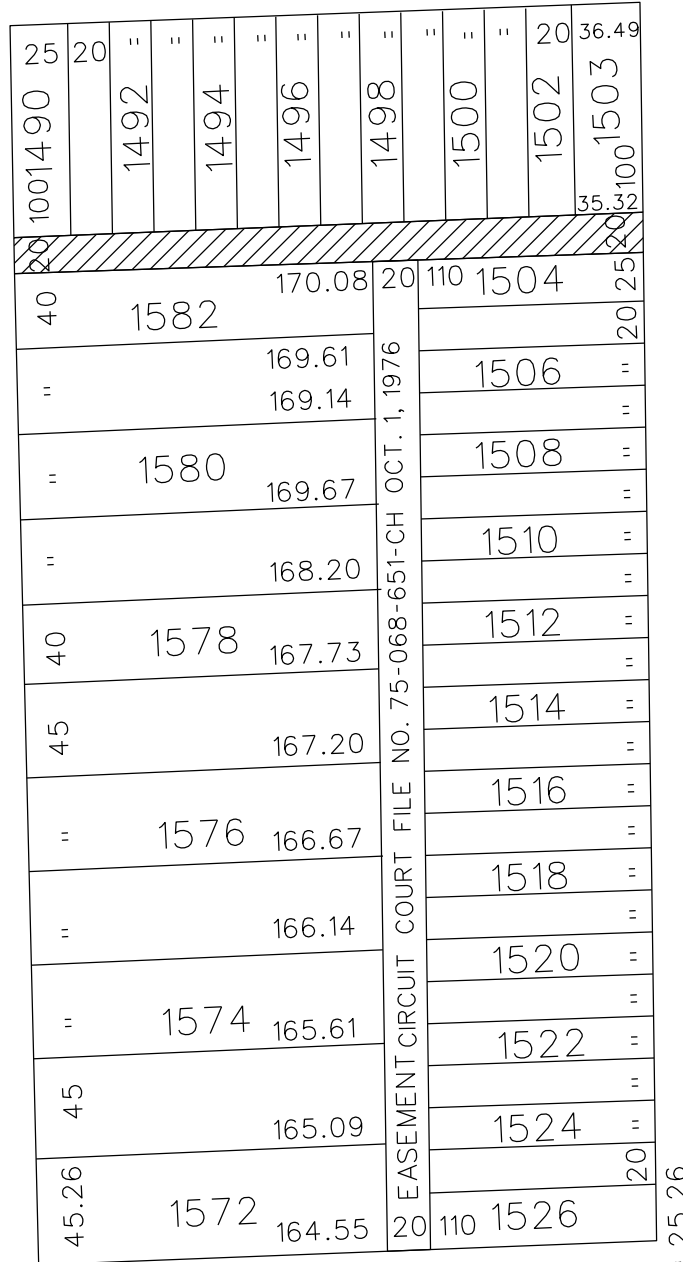 25 20 " " " " " " " " " " 20 36.49
1490 1492 1494 1496 1498 1500 1502 1503
100 100
35.32
20 20
40 1582 170.08 20 110 1504 25
20
169.61
" 1506 "
169.14
"
" 1580 1508 "
169.67
"
" 1510 "
168.20
"
40 1578 167.73 1512 "
"
45 1514 "
167.20
"
1516 "
" 1576 166.67 "
1518 "
" 166.14 "
1520 "
" 1574 165.61 "
1522 "
45 "
165.09 1524 "
20
45.26 1572 164.55 20 110 1526 25.26
EASEMENT CIRCUIT COURT FILE NO. 75-068-651-CH OCT. 1, 1976